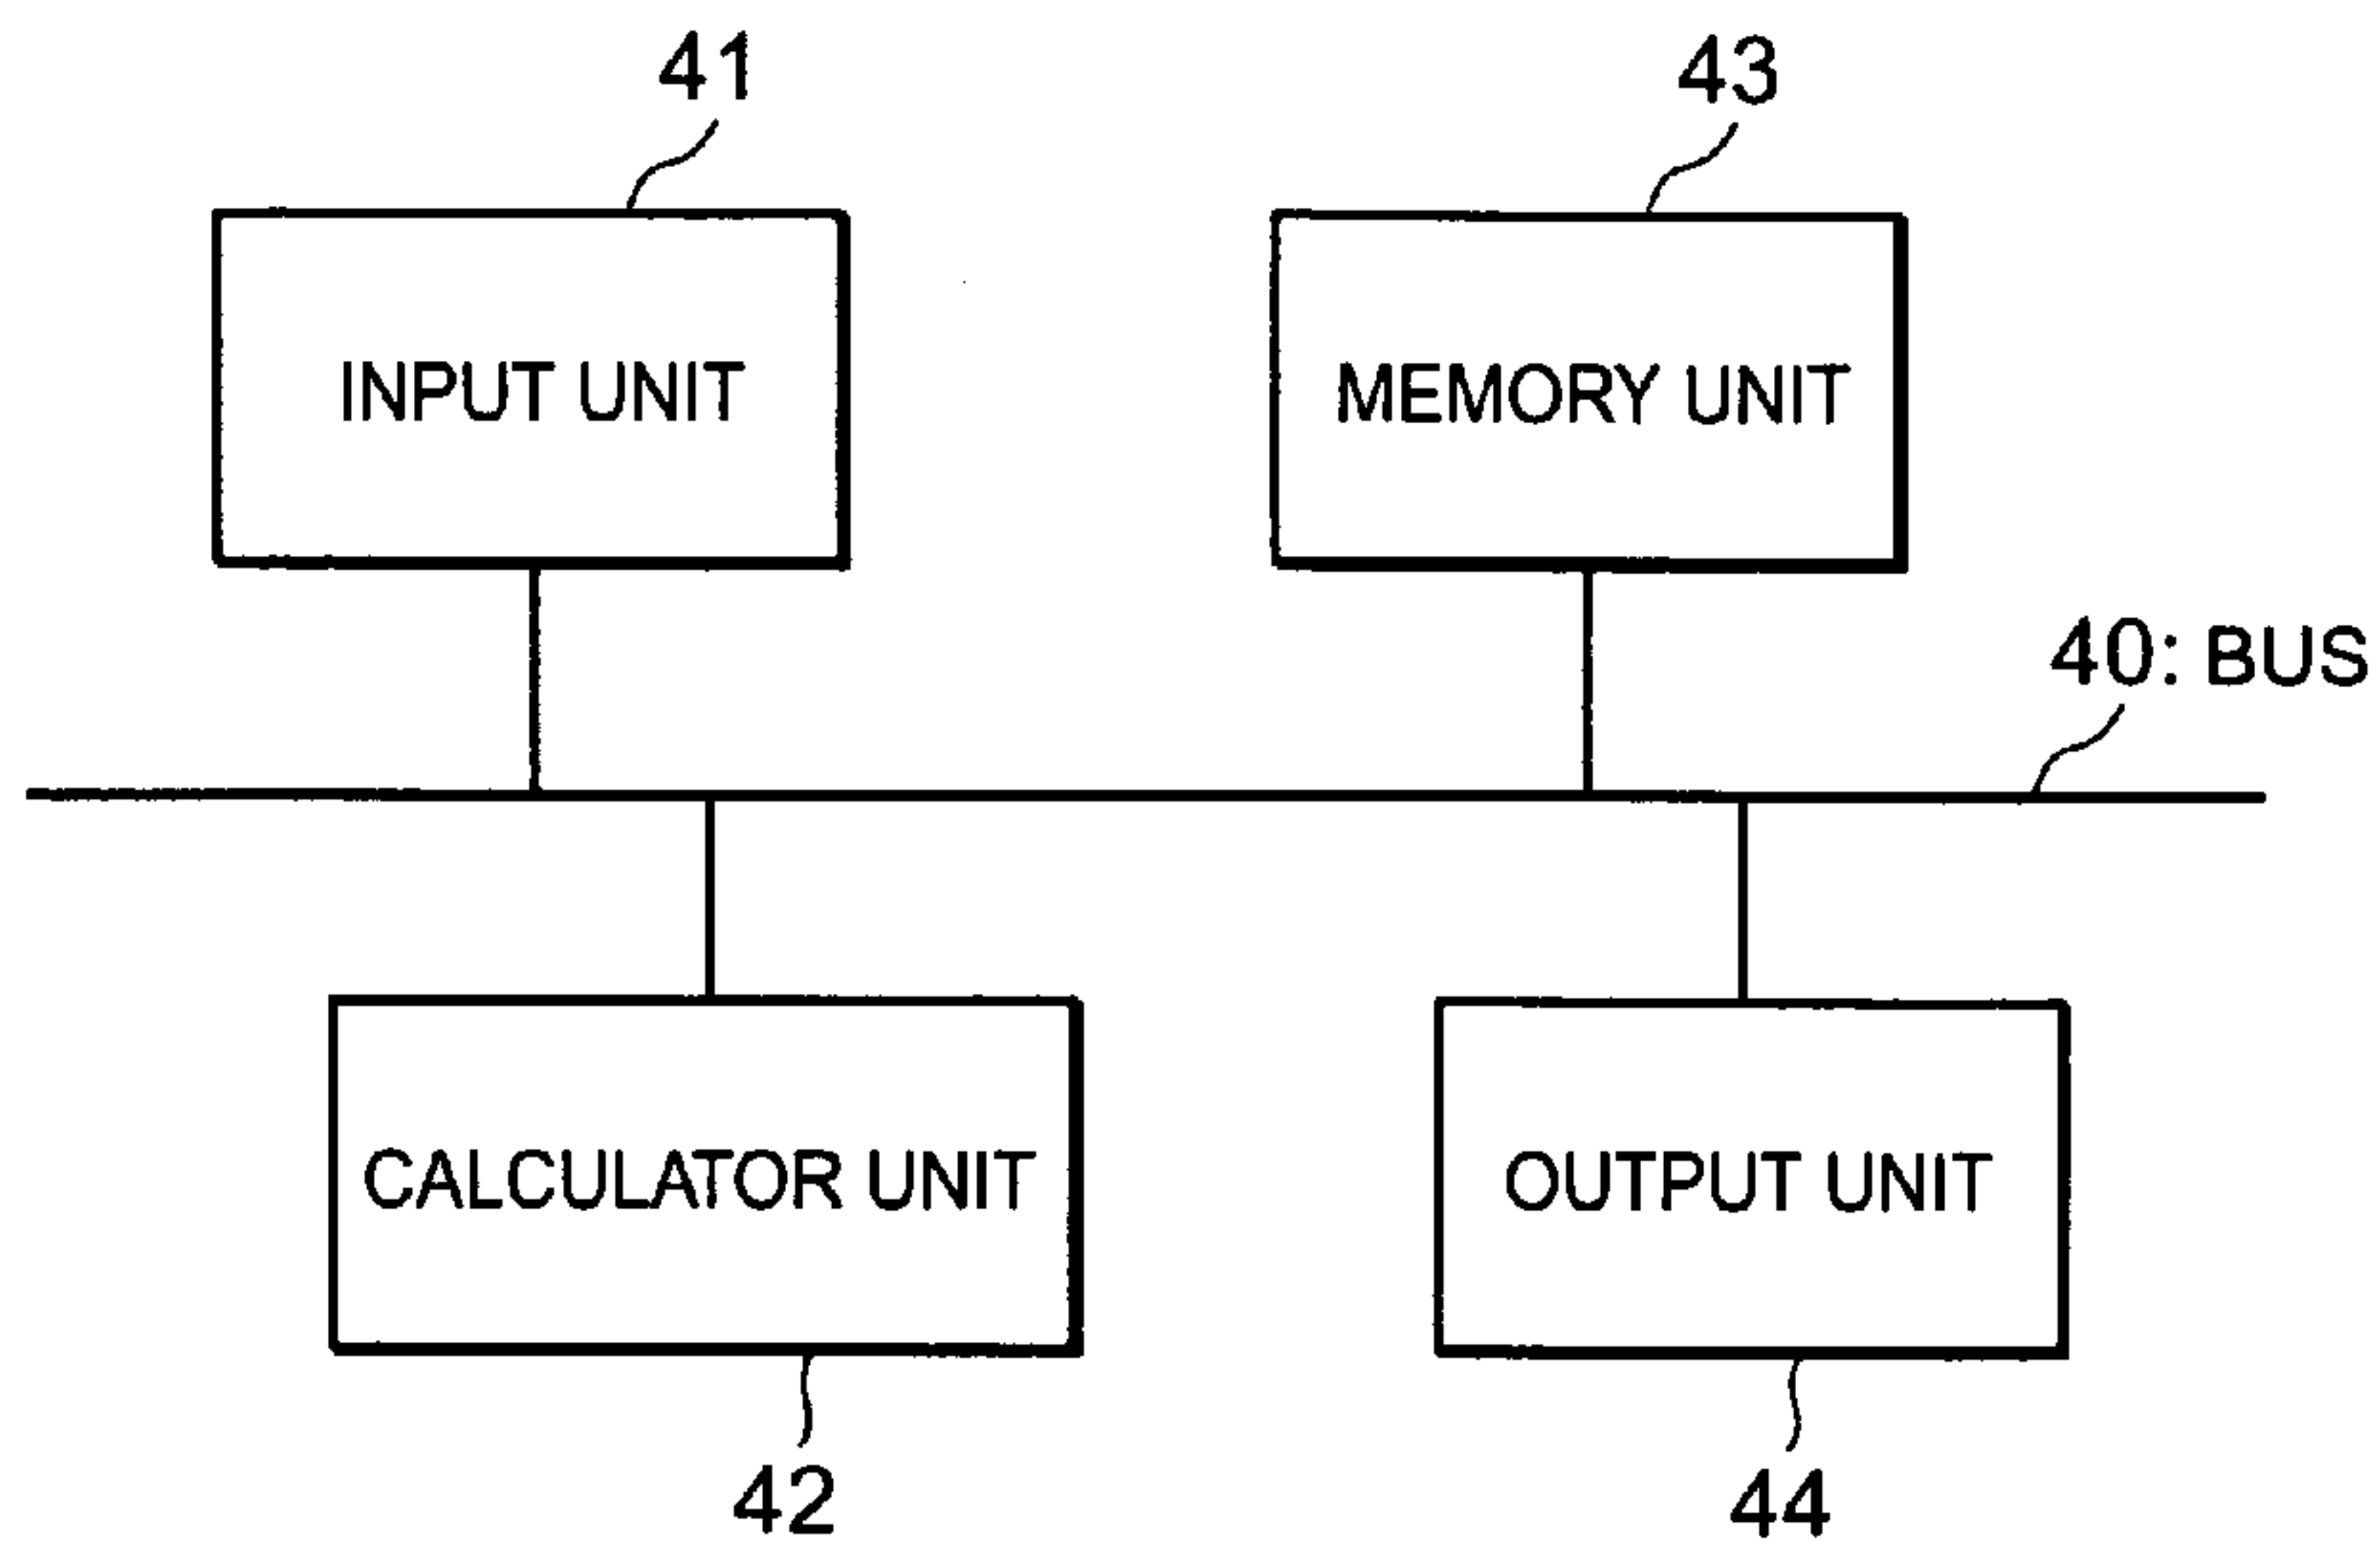 41
43
INPUT UNIT
MEMORY UNIT
40: BUS
CALCULATOR UNIT
OUTPUT UNIT
42
44